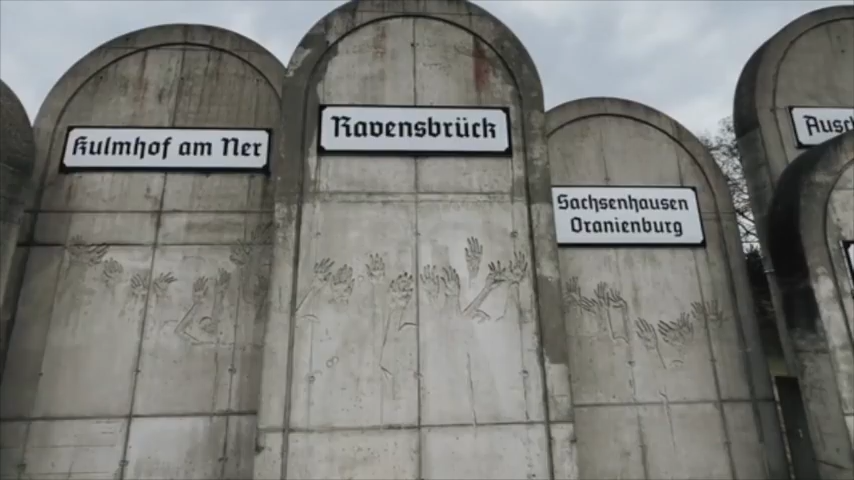 Kulmhof am Ner
Ravensbrück
Sachsenhausen
Oranienburg